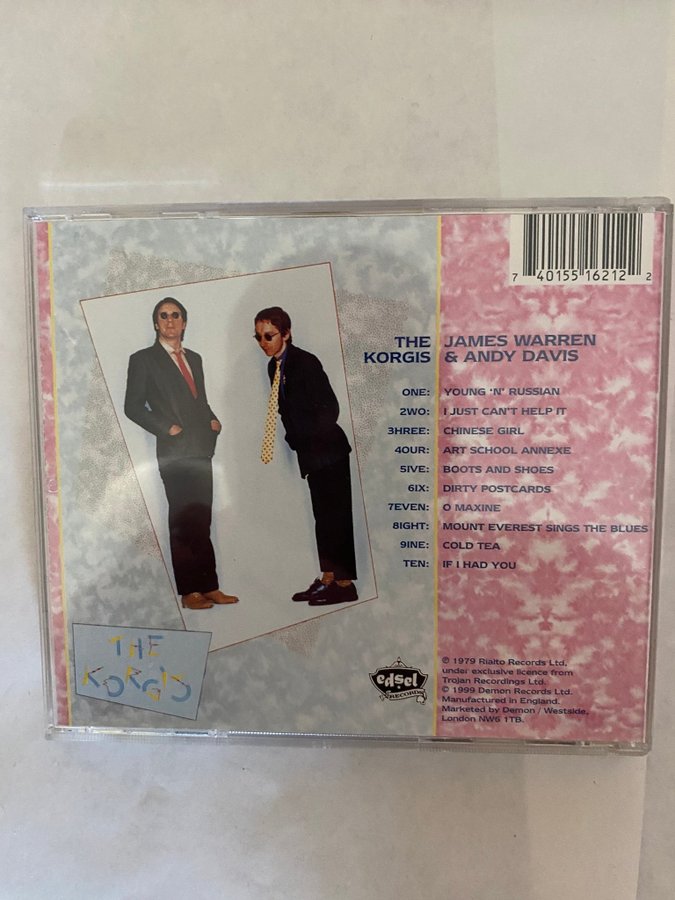 7 40155 16212 2
THE KORGIS
JAMES WARREN & ANDY DAVIS
ONE: YOUNG 'N' RUSSIAN
2WO: I JUST CAN'T HELP IT
3HREE: CHINESE GIRL
4OUR: ART SCHOOL ANNEXE
5IVE: BOOTS AND SHOES
6IX: DIRTY POSTCARDS
7EVEN: O MAXINE
8IGHT: MOUNT EVEREST SINGS THE BLUES
9INE: COLD TEA
TEN: IF I HAD YOU
THE
KORGIS
edsel
RECORDS
℗ 1979 Rialto Records Ltd.
under exclusive licence from
Trojan Recordings Ltd.
© 1999 Demon Records Ltd.
Manufactured in England.
Marketed by Demon / Westside,
London NW6 1TB.